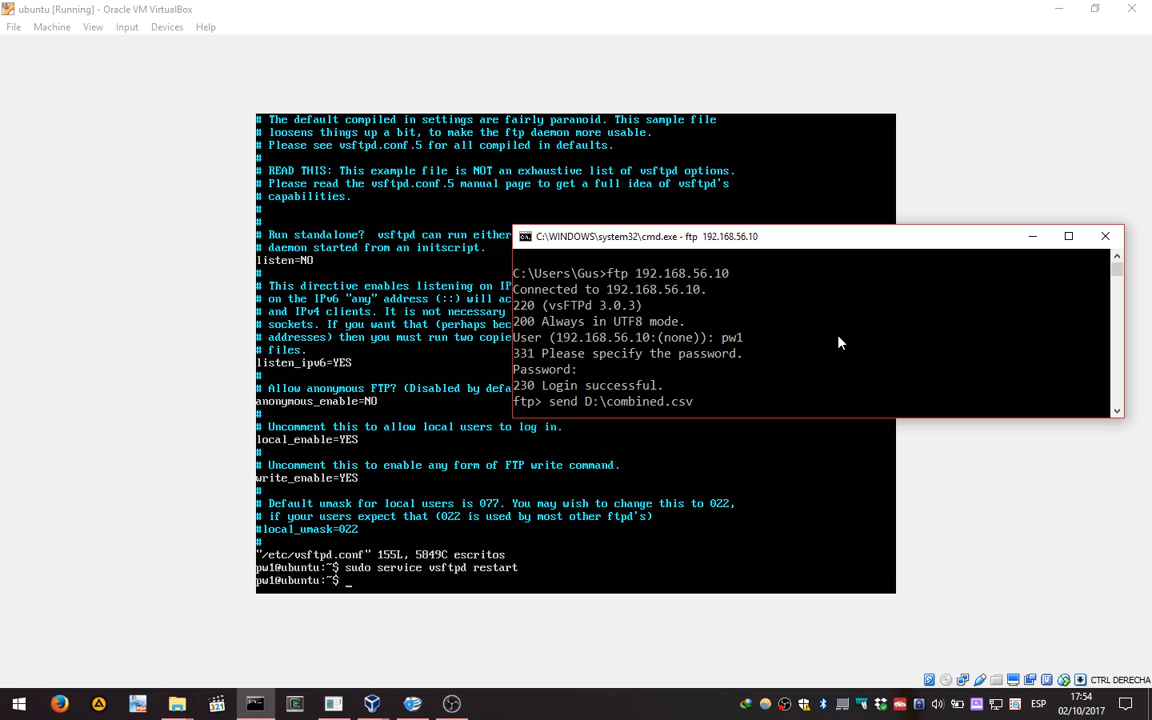 ubuntu [Running] - Oracle VM VirtualBox
File Machine View Input Devices Help
# The default compiled in settings are fairly paranoid. This sample file
# loosens things up a bit, to make the ftp daemon more usable.
# Please see vsftpd.conf.5 for all compiled in defaults.
#
# READ THIS: This example file is NOT an exhaustive list of vsftpd options.
# Please read the vsftpd.conf.5 manual page to get a full idea of vsftpd's
# capabilities.
#
#
# Run standalone?  vsftpd can run either
# daemon started from an initscript.
listen=NO
#
# This directive enables listening on IP
# on the IPv6 "any" address (::) will ac
# and IPv4 clients. It is not necessary
# sockets. If you want that (perhaps bec
# addresses) then you must run two copie
# files.
listen_ipv6=YES
#
# Allow anonymous FTP? (Disabled by defa
anonymous_enable=NO
#
# Uncomment this to allow local users to log in.
local_enable=YES
#
# Uncomment this to enable any form of FTP write command.
write_enable=YES
#
# Default umask for local users is 077. You may wish to change this to 022,
# if your users expect that (022 is used by most other ftpd's)
#local_umask=022
#
"/etc/vsftpd.conf" 155L, 5849C escritos
pw1@ubuntu:~$ sudo service vsftpd restart
pw1@ubuntu:~$ _
C:\WINDOWS\system32\cmd.exe - ftp 192.168.56.10
C:\Users\Gus>ftp 192.168.56.10
Connected to 192.168.56.10.
220 (vsFTPd 3.0.3)
200 Always in UTF8 mode.
User (192.168.56.10:(none)): pw1
331 Please specify the password.
Password:
230 Login successful.
ftp> send D:\combined.csv
CTRL DERECHA
321
ESP
17:54
02/10/2017